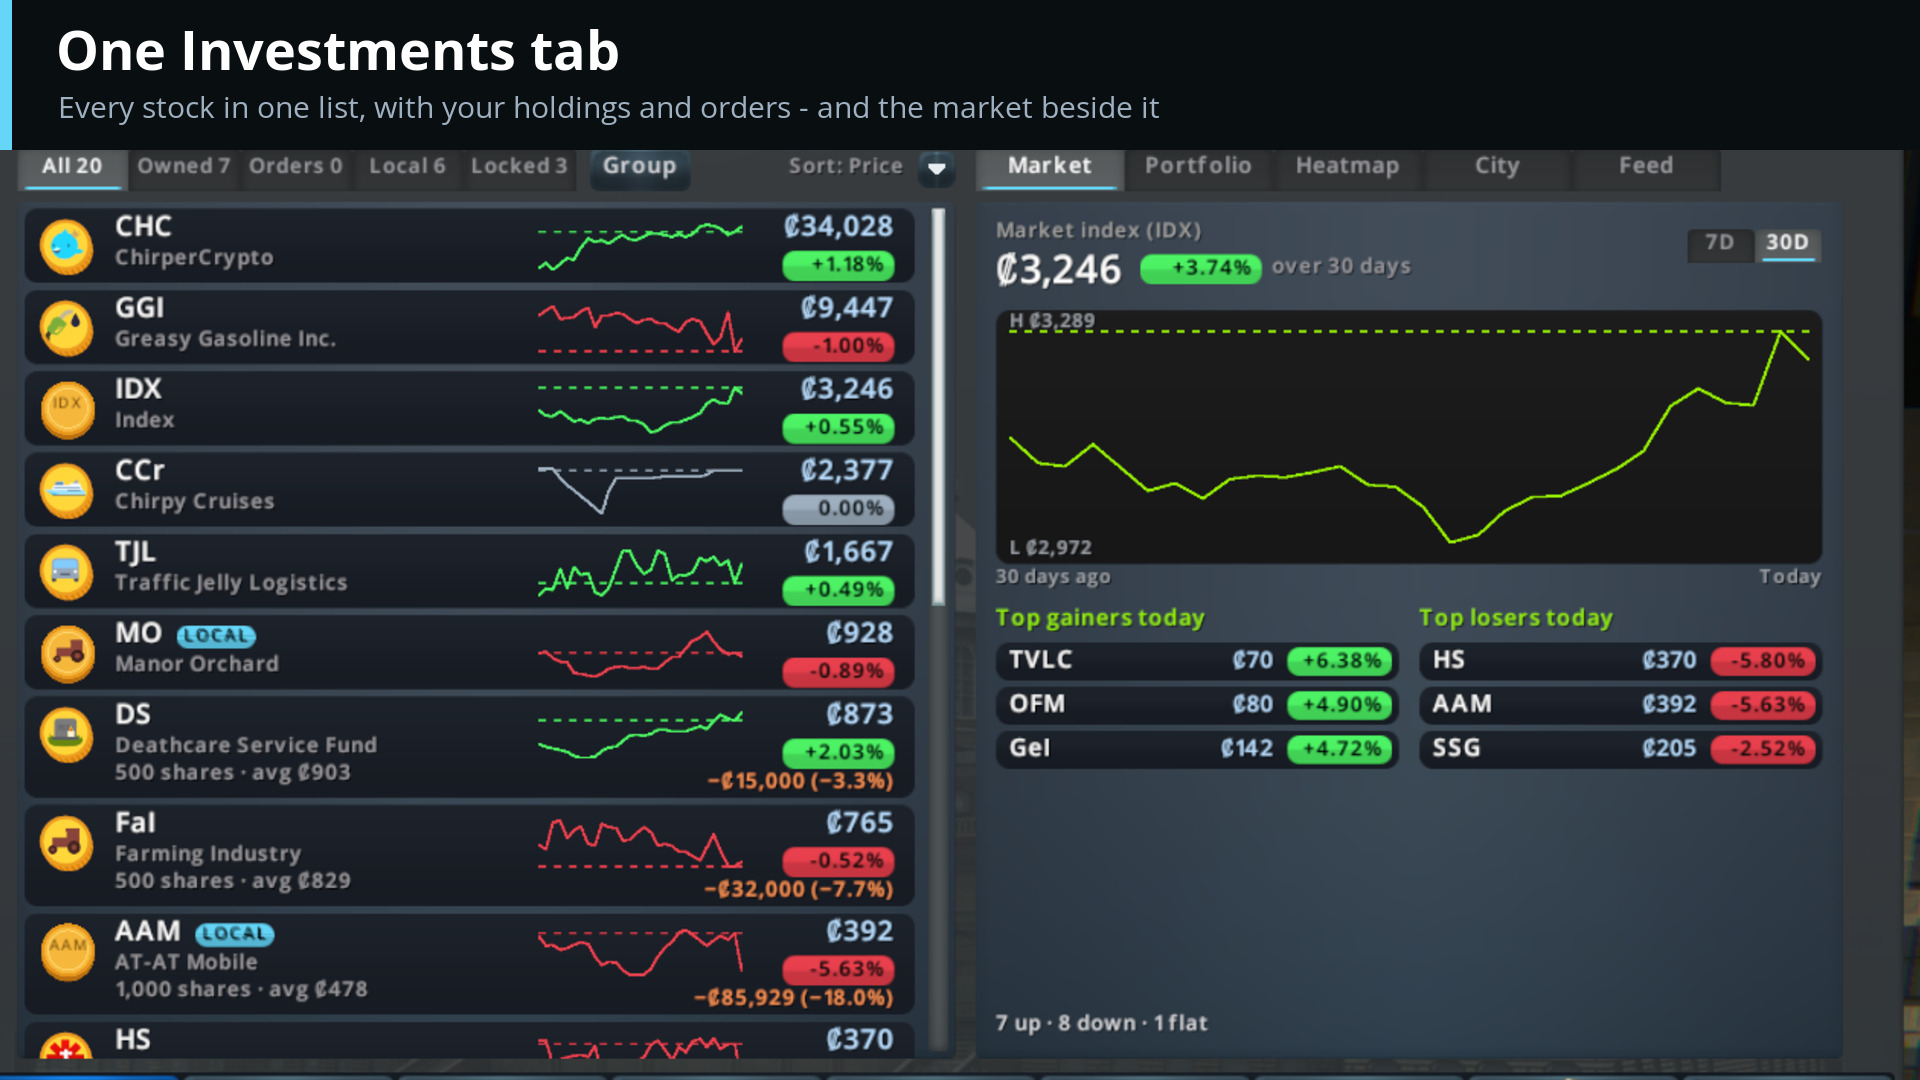 One Investments tab
Every stock in one list, with your holdings and orders - and the market beside it
All 20 Owned 7 Orders 0 Local 6 Locked 3 Group Sort: Price
CHC ₡34,028
ChirperCrypto +1.18%
GGI ₡9,447
Greasy Gasoline Inc. -1.00%
IDX ₡3,246
IDX
Index +0.55%
CCr ₡2,377
Chirpy Cruises 0.00%
TJL ₡1,667
Traffic Jelly Logistics +0.49%
MO LOCAL ₡928
Manor Orchard -0.89%
DS ₡873
Deathcare Service Fund +2.03%
500 shares · avg ₡903 −₡15,000 (−3.3%)
FaI ₡765
Farming Industry -0.52%
500 shares · avg ₡829 −₡32,000 (−7.7%)
AAM LOCAL ₡392
AAM
AT-AT Mobile -5.63%
1,000 shares · avg ₡478 −₡85,929 (−18.0%)
HS ₡370
Market Portfolio Heatmap City Feed
Market index (IDX)
7D 30D
₡3,246 +3.74% over 30 days
H ₡3,289
L ₡2,972
30 days ago Today
Top gainers today Top losers today
TVLC ₡70 +6.38% HS ₡370 -5.80%
OFM ₡80 +4.90% AAM ₡392 -5.63%
GeI ₡142 +4.72% SSG ₡205 -2.52%
7 up · 8 down · 1 flat